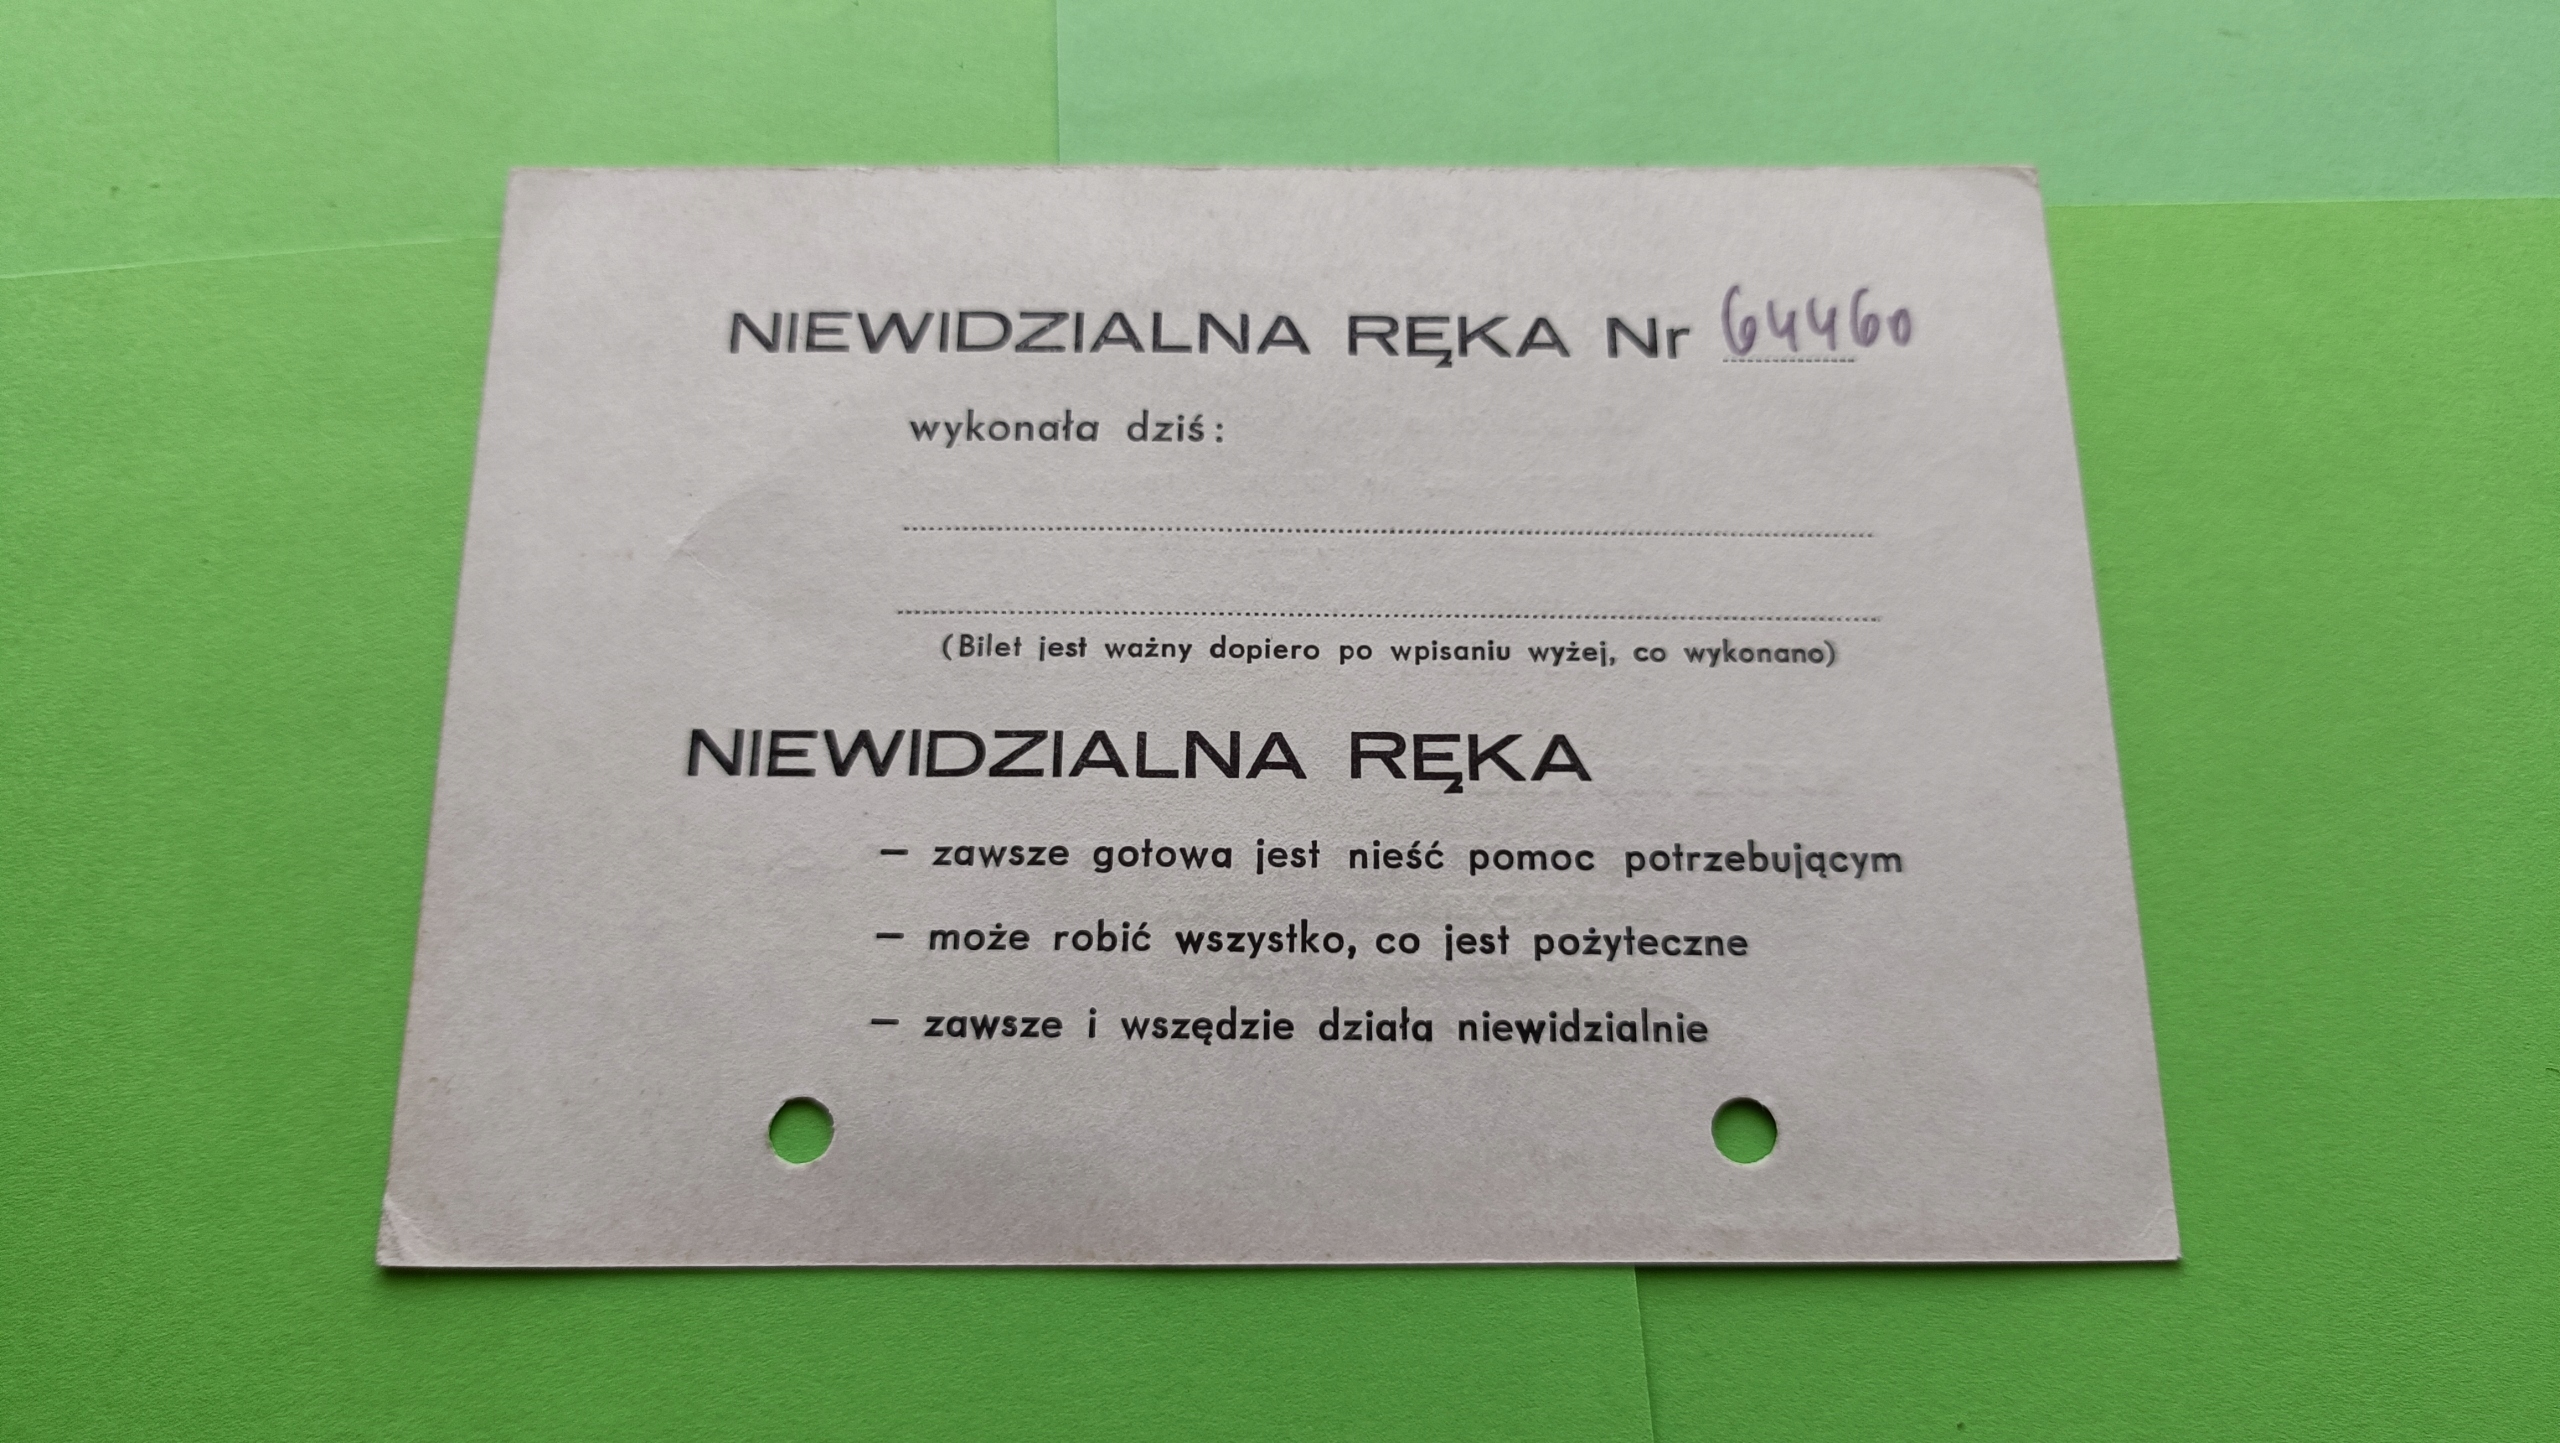 NIEWIDZIALNA RĘKA Nr 64460
wykonała dziś:
(Bilet jest ważny dopiero po wpisaniu wyżej, co wykonano)
NIEWIDZIALNA RĘKA
— zawsze gotowa jest nieść pomoc potrzebującym
— może robić wszystko, co jest pożyteczne
— zawsze i wszędzie działa niewidzialnie